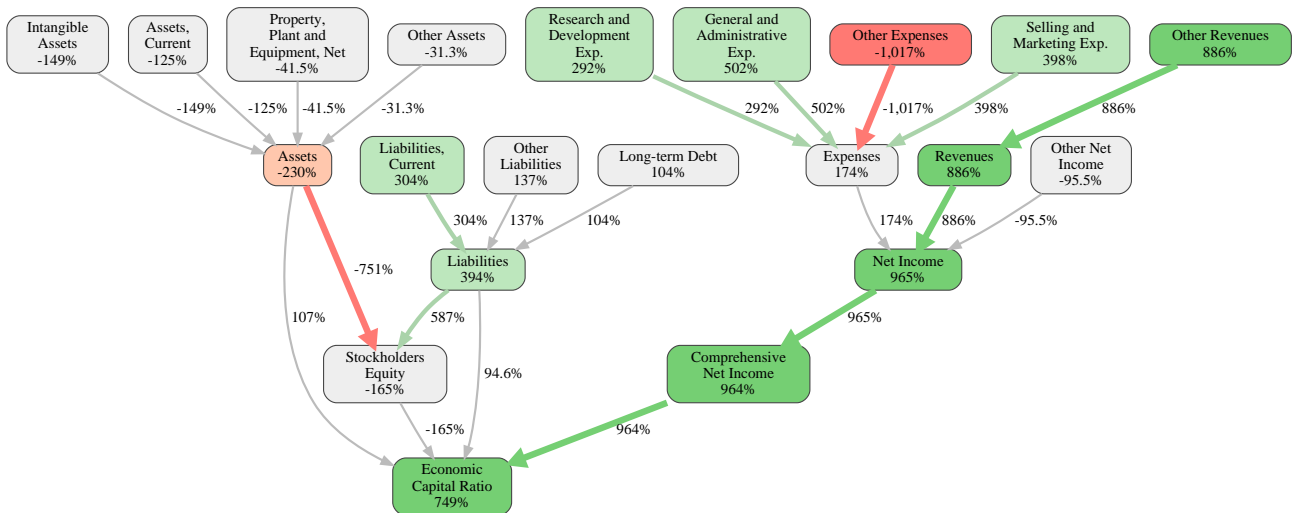 Intangible
Assets
-149%
Assets,
Current
-125%
Property,
Plant and
Equipment, Net
-41.5%
Other Assets
-31.3%
Research and
Development
Exp.
292%
General and
Administrative
Exp.
502%
Other Expenses
-1,017%
Selling and
Marketing Exp.
398%
Other Revenues
886%
-149%
-125%
-41.5%
-31.3%
292%
502%
-1,017%
398%
886%
Assets
-230%
Liabilities,
Current
304%
Other
Liabilities
137%
Long-term Debt
104%
Expenses
174%
Revenues
886%
Other Net
Income
-95.5%
304%
137%
104%
174%
886%
-95.5%
-751%
Liabilities
394%
Net Income
965%
107%
587%
965%
Stockholders
Equity
-165%
94.6%
Comprehensive
Net Income
964%
-165%
964%
Economic
Capital Ratio
749%